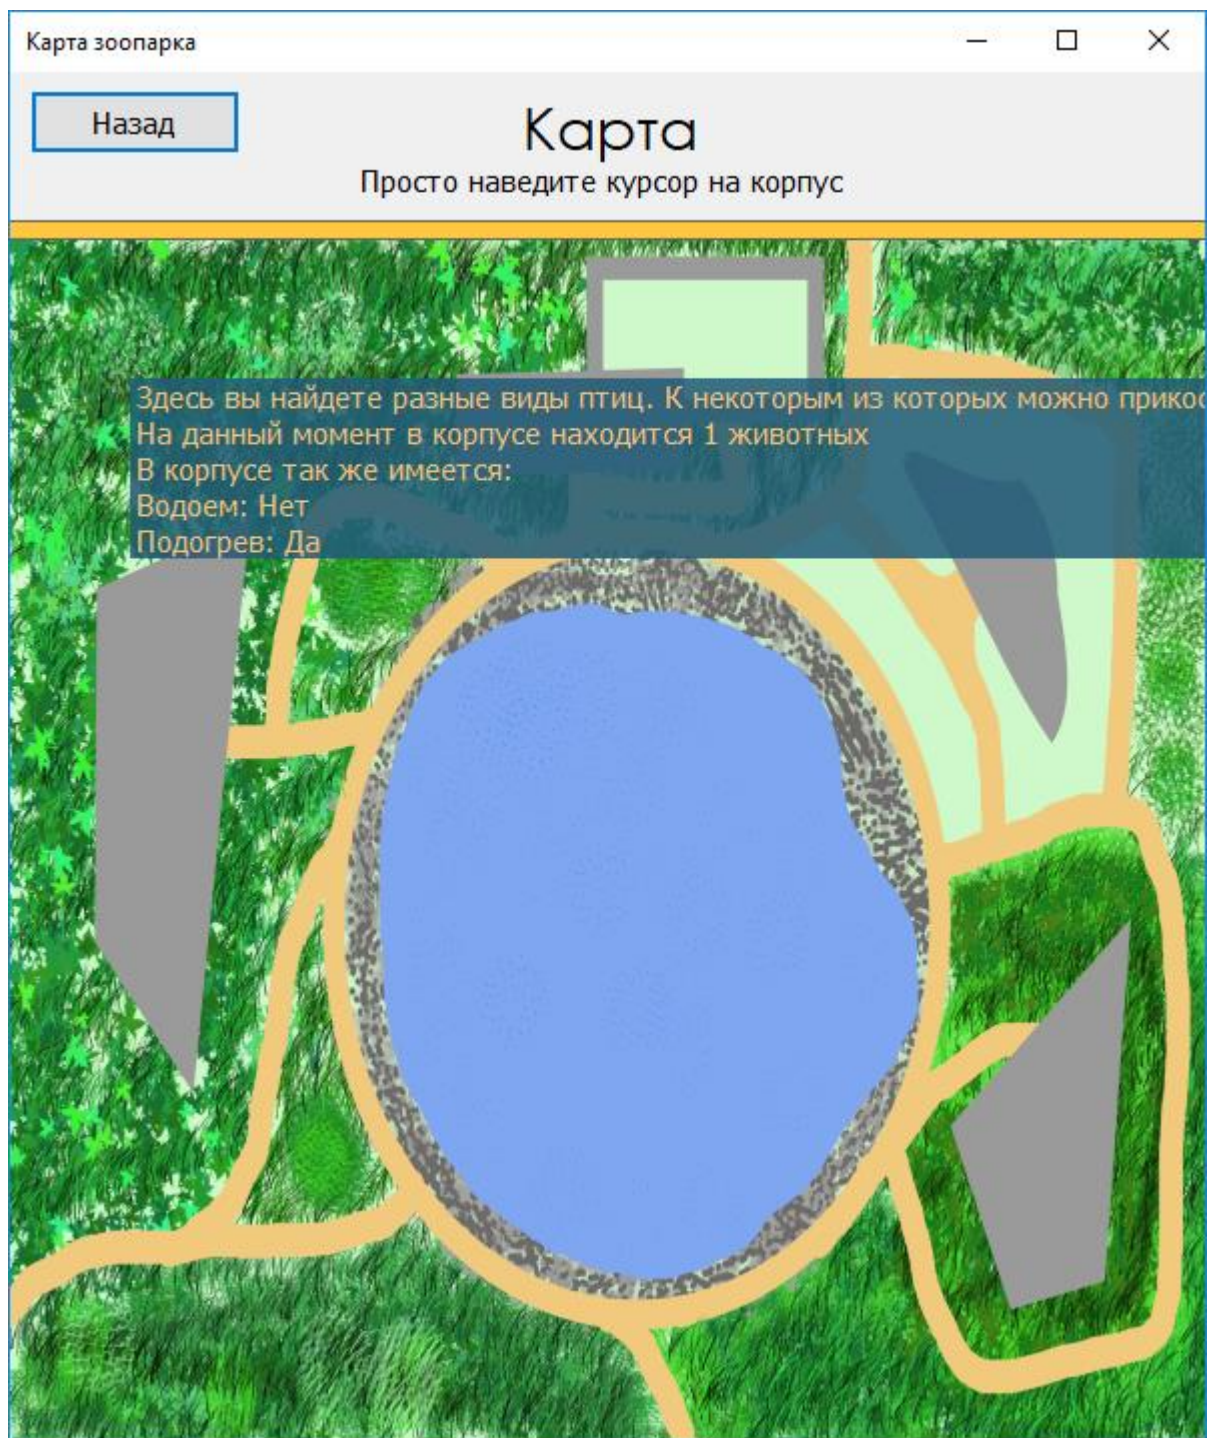 Карта зоопарка
Назад
Карта
Просто наведите курсор на корпус
Здесь вы найдете разные виды птиц. К некоторым из которых можно прикос
На данный момент в корпусе находится 1 животных
В корпусе так же имеется:
Водоем: Нет
Подогрев: Да